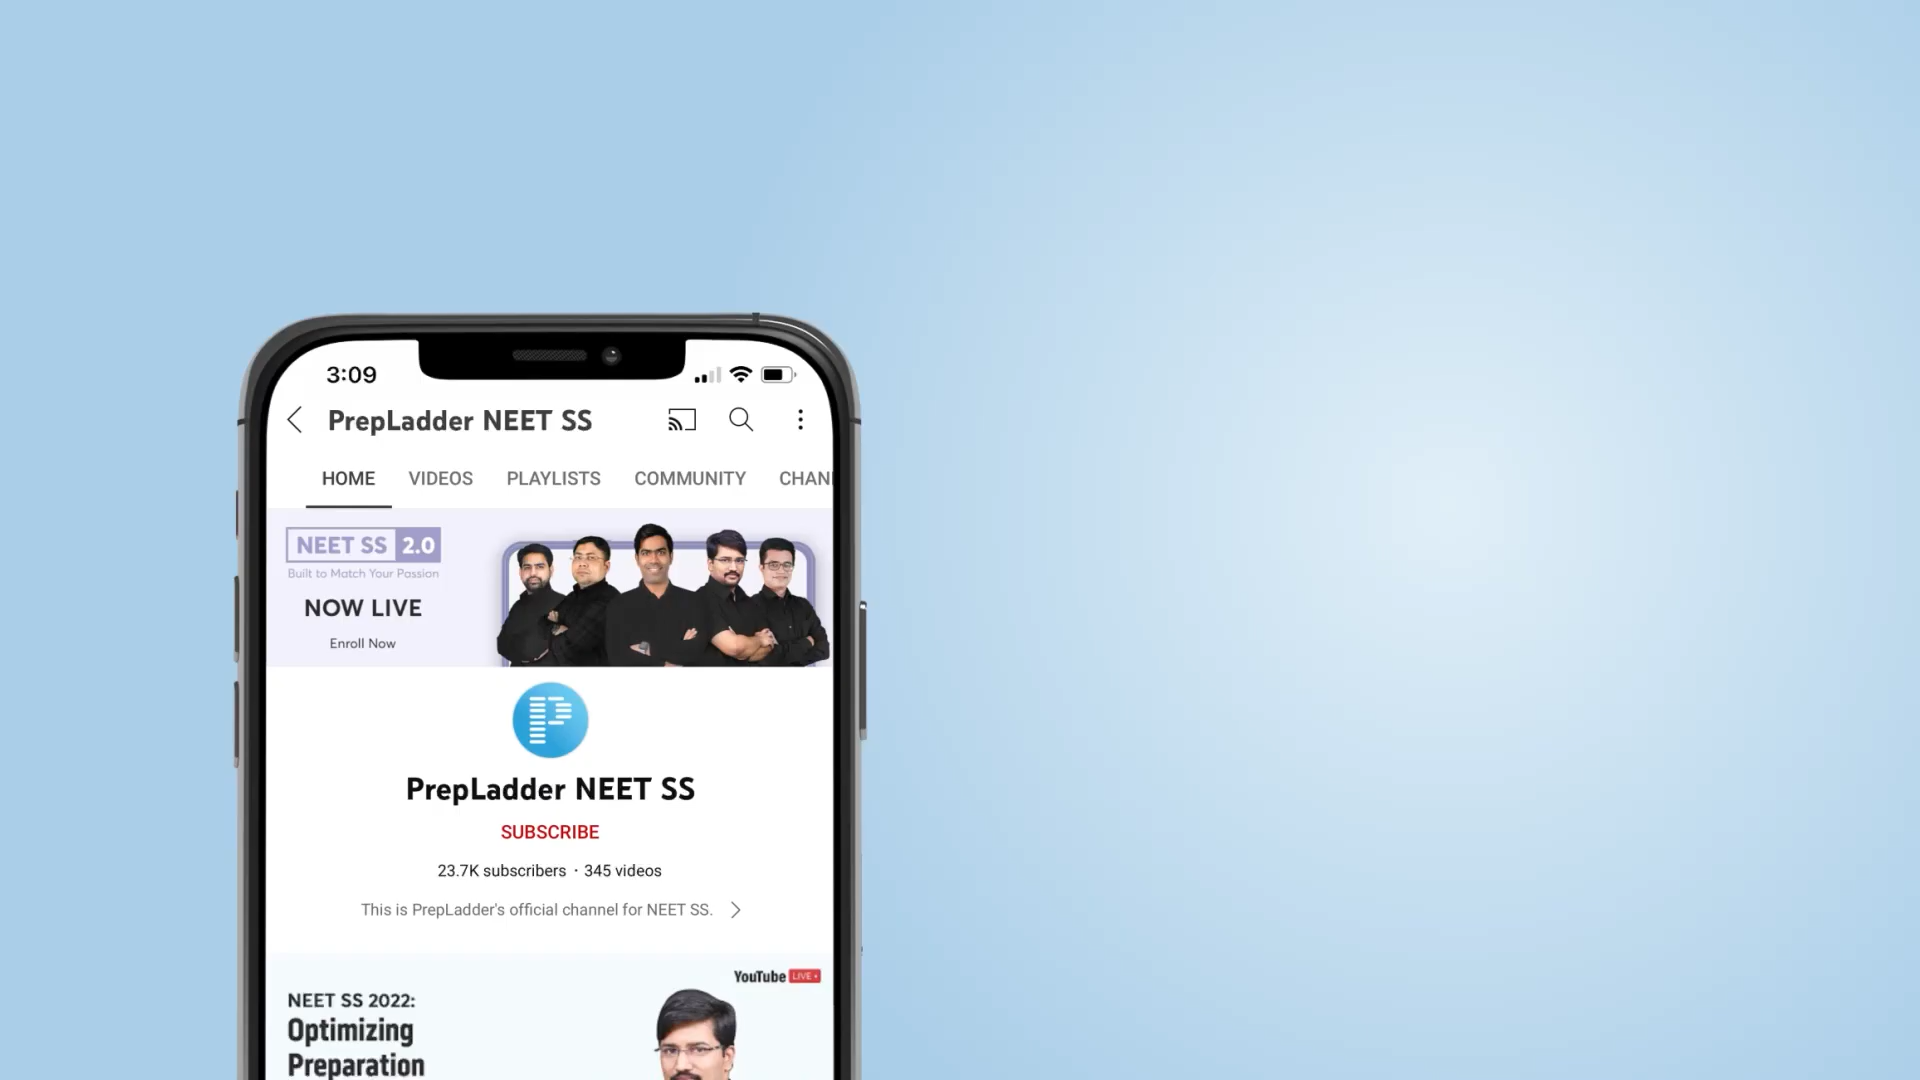 3:09
PrepLadder NEET SS
HOME VIDEOS PLAYLISTS COMMUNITY CHAN
NEET SS 2.0
Built to Match Your Passion
NOW LIVE
Enroll Now
PrepLadder NEET SS
SUBSCRIBE
23.7K subscribers · 345 videos
This is PrepLadder's official channel for NEET SS.
YouTube LIVE
NEET SS 2022:
Optimizing
Preparation